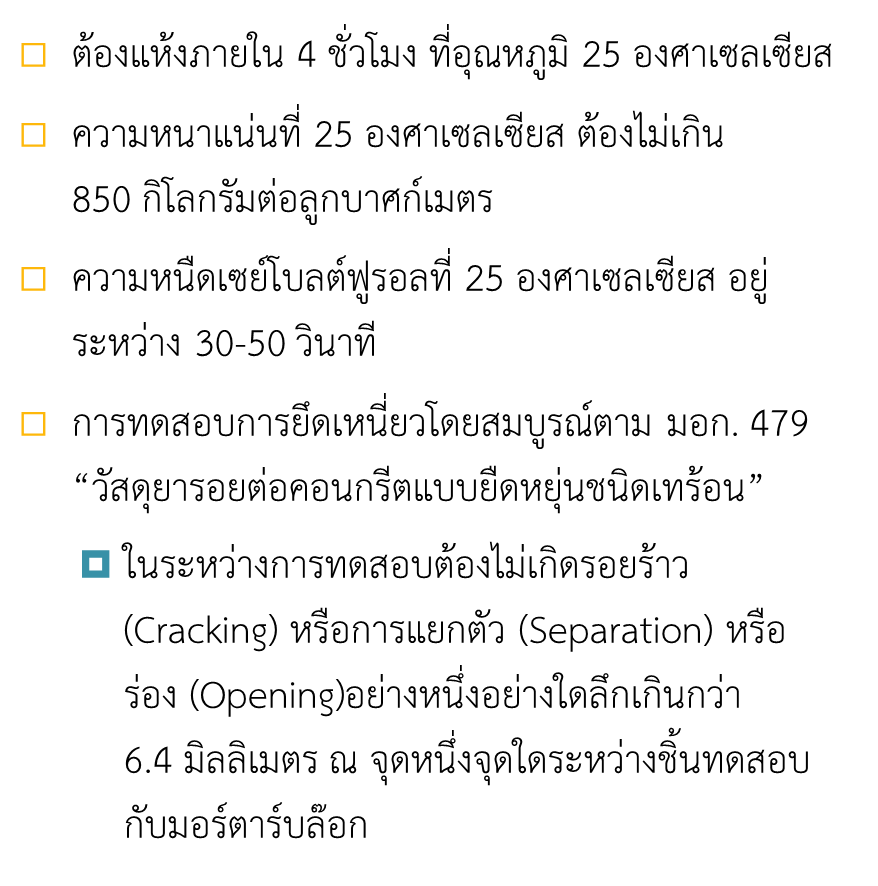 ต้องแห้งภายใน 4 ชั่วโมง ที่อุณหภูมิ 25 องศาเซลเซียส
ความหนาแน่นที่ 25 องศาเซลเซียส ต้องไม่เกิน
850 กิโลกรัมต่อลูกบาศก์เมตร
ความหนืดเซย์โบลต์ฟูรอลที่ 25 องศาเซลเซียส อยู่
ระหว่าง 30-50 วินาที
การทดสอบการยึดเหนี่ยวโดยสมบูรณ์ตาม มอก. 479
“วัสดุยารอยต่อคอนกรีตแบบยืดหยุ่นชนิดเทร้อน”
ในระหว่างการทดสอบต้องไม่เกิดรอยร้าว
(Cracking) หรือการแยกตัว (Separation) หรือ
ร่อง (Opening)อย่างหนึ่งอย่างใดลึกเกินกว่า
6.4 มิลลิเมตร ณ จุดหนึ่งจุดใดระหว่างชิ้นทดสอบ
กับมอร์ตาร์บล๊อก